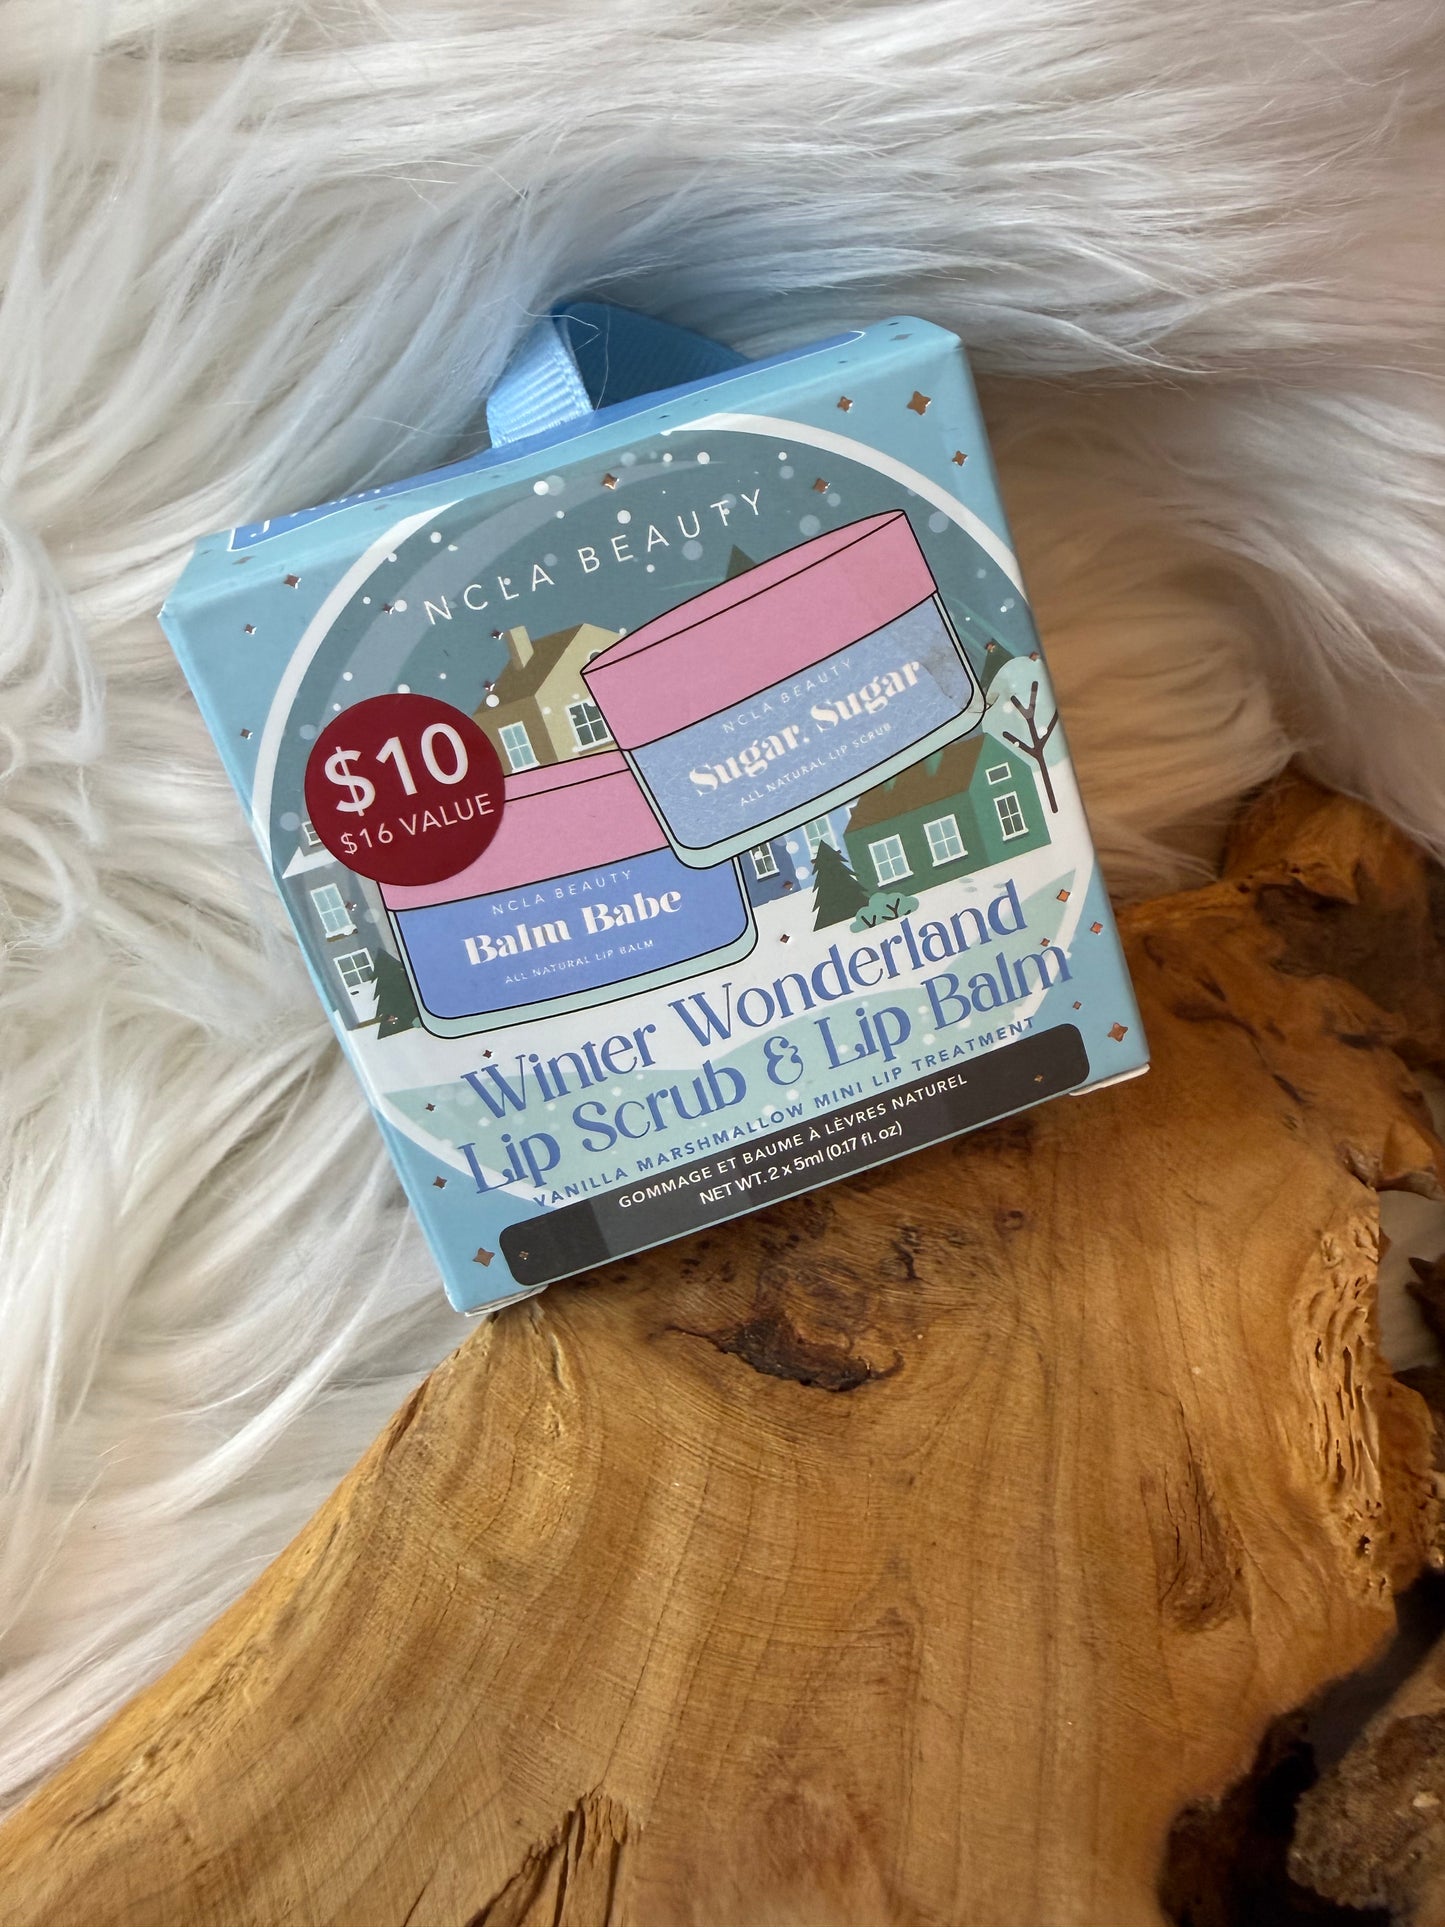 NCLA BEAUTY
$10
$16 VALUE
NCLA BEAUTY
Sugar, Sugar
ALL NATURAL LIP SCRUB
NCLA BEAUTY
Balm Babe
ALL NATURAL LIP BALM
Winter Wonderland
Lip Scrub & Lip Balm
VANILLA MARSHMALLOW MINI LIP TREATMENT
GOMMAGE ET BAUME À LÈVRES NATUREL
NET WT. 2 x 5ml (0.17 fl. oz)